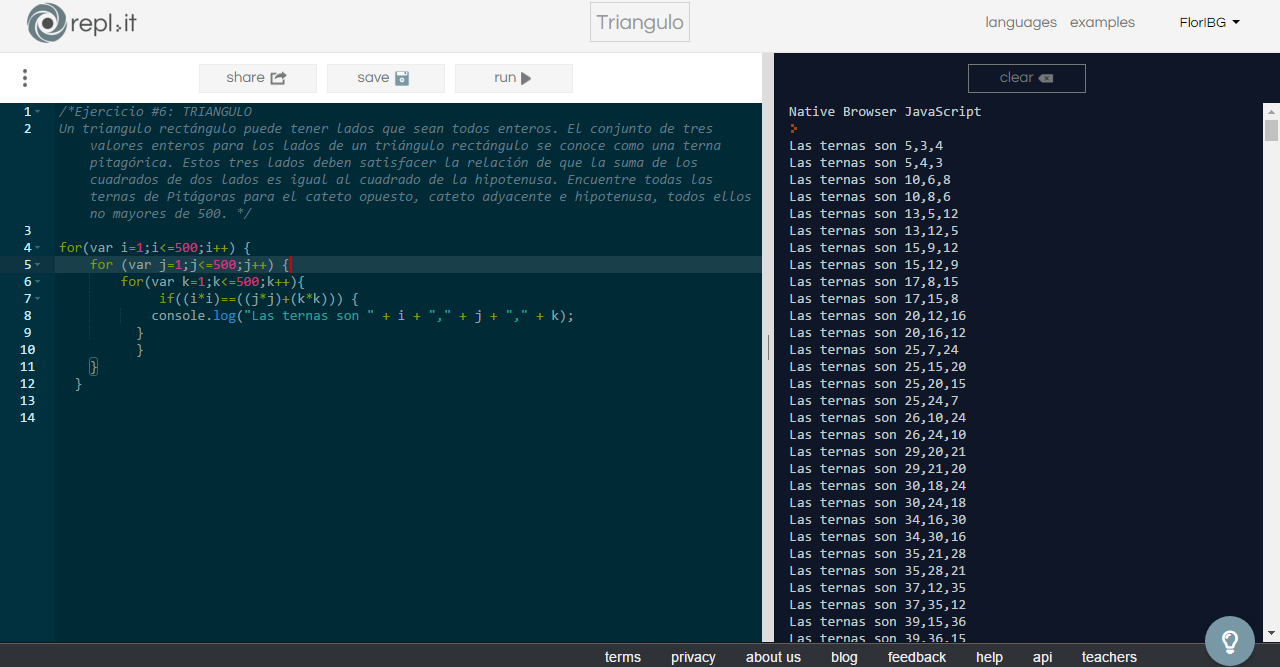 repl.it
Triangulo
languages examples FlorIBG
share save run
clear
1 /*Ejercicio #6: TRIANGULO
2 Un triangulo rectángulo puede tener lados que sean todos enteros. El conjunto de tres
valores enteros para los lados de un triángulo rectángulo se conoce como una terna
pitagórica. Estos tres lados deben satisfacer la relación de que la suma de los
cuadrados de dos lados es igual al cuadrado de la hipotenusa. Encuentre todas las
ternas de Pitágoras para el cateto opuesto, cateto adyacente e hipotenusa, todos ellos
no mayores de 500. */
3
4 for(var i=1;i<=500;i++) {
5 for (var j=1;j<=500;j++) {
6 for(var k=1;k<=500;k++){
7 if((i*i)==((j*j)+(k*k))) {
8 console.log("Las ternas son " + i + "," + j + "," + k);
9 }
10 }
11 }
12 }
13
14
Native Browser JavaScript
Las ternas son 5,3,4
Las ternas son 5,4,3
Las ternas son 10,6,8
Las ternas son 10,8,6
Las ternas son 13,5,12
Las ternas son 13,12,5
Las ternas son 15,9,12
Las ternas son 15,12,9
Las ternas son 17,8,15
Las ternas son 17,15,8
Las ternas son 20,12,16
Las ternas son 20,16,12
Las ternas son 25,7,24
Las ternas son 25,15,20
Las ternas son 25,20,15
Las ternas son 25,24,7
Las ternas son 26,10,24
Las ternas son 26,24,10
Las ternas son 29,20,21
Las ternas son 29,21,20
Las ternas son 30,18,24
Las ternas son 30,24,18
Las ternas son 34,16,30
Las ternas son 34,30,16
Las ternas son 35,21,28
Las ternas son 35,28,21
Las ternas son 37,12,35
Las ternas son 37,35,12
Las ternas son 39,15,36
Las ternas son 39,36,15
terms privacy about us blog feedback help api teachers